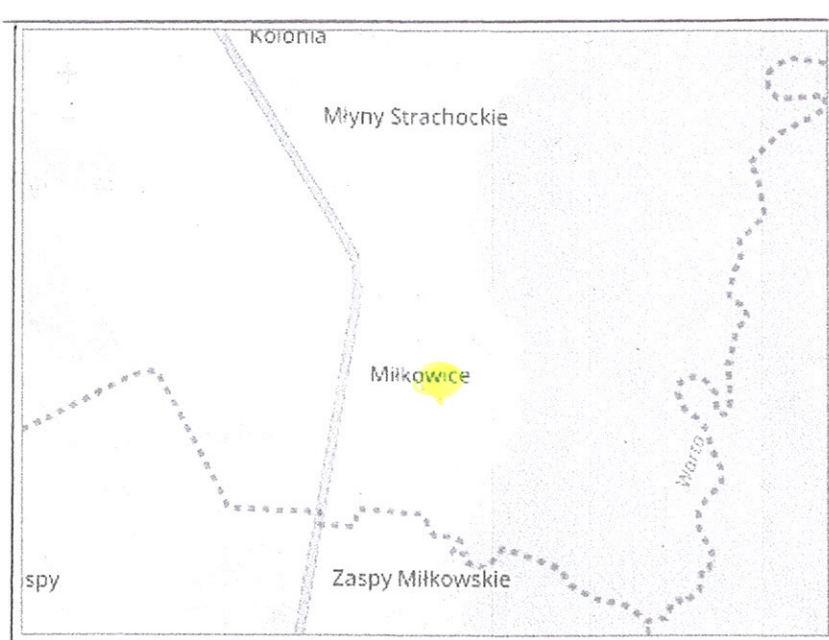 Kolonia
Młyny Strachockie
Miłkowice
Warta
spy
Zaspy Miłkowskie